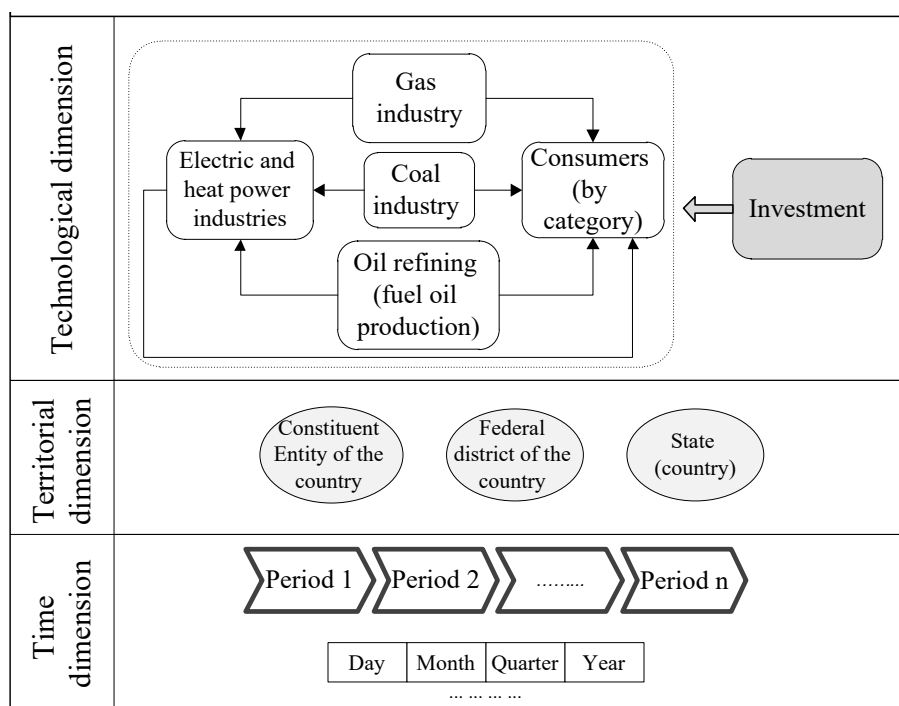 Technological dimension
Gas
industry
Electric and
heat power
industries
Coal
industry
Consumers
(by
category)
Investment
Oil refining
(fuel oil
production)
Territorial
dimension
Constituent
Entity of the
country
Federal
district of the
country
State
(country)
Time
dimension
Period 1
Period 2
.........
Period n
Day
Month
Quarter
Year
... ... ... ...